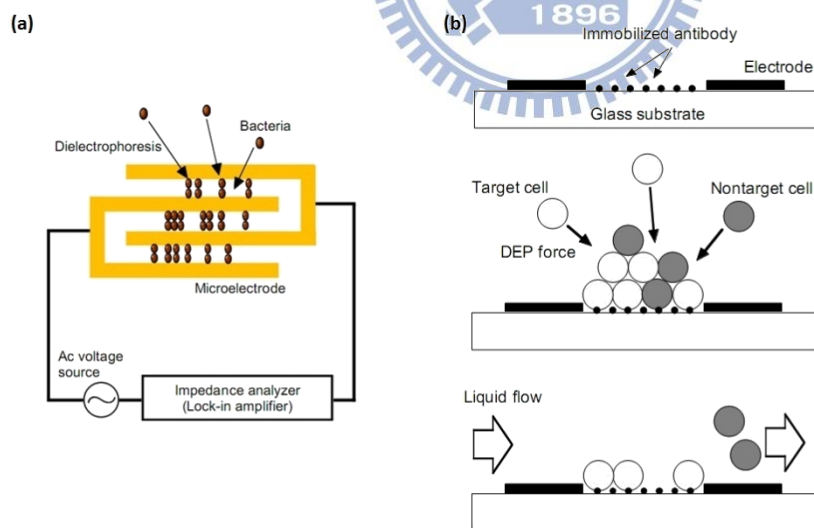 (a)
Dielectrophoresis
Bacteria
Microelectrode
Ac voltage
source
Impedance analyzer
(Lock-in amplifier)
(b)
1896
Immobilized antibody
Electrode
Glass substrate
Target cell
Nontarget cell
DEP force
Liquid flow